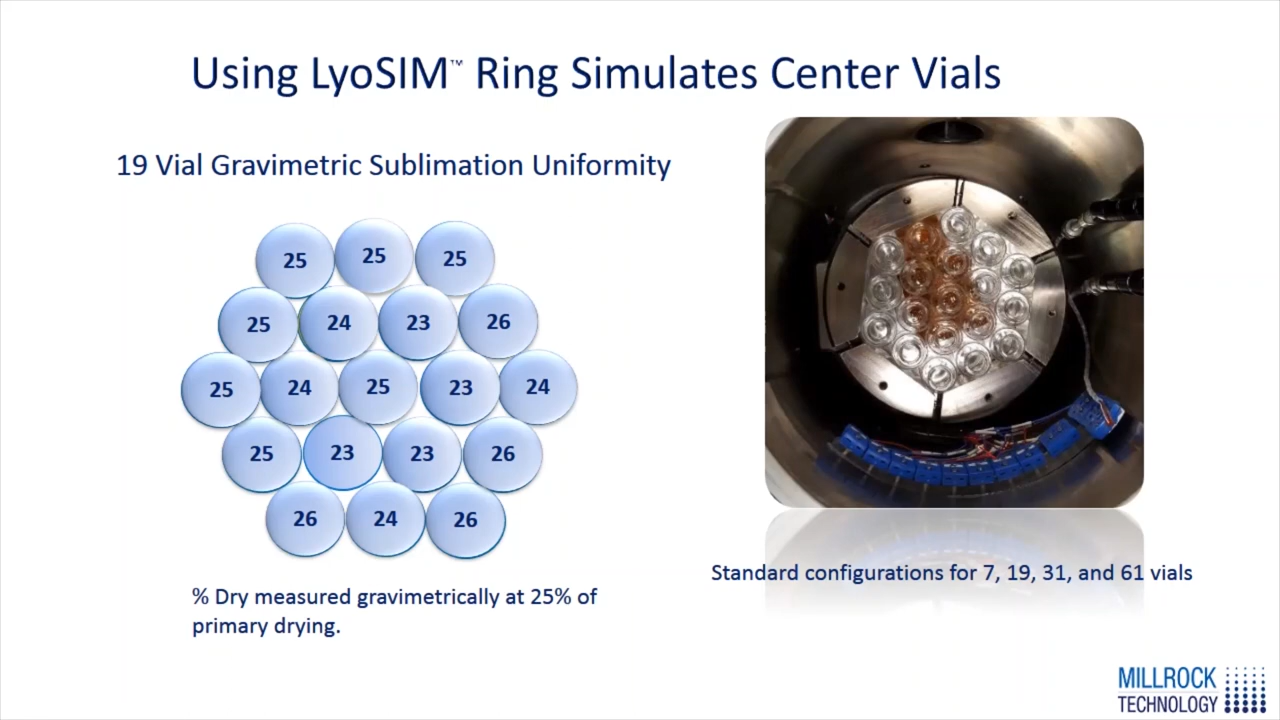 Using LyoSIM™ Ring Simulates Center Vials
19 Vial Gravimetric Sublimation Uniformity
25 25 25
25 24 23 26
25 24 25 23 24
25 23 23 26
26 24 26
% Dry measured gravimetrically at 25% of
primary drying.
Standard configurations for 7, 19, 31, and 61 vials
MILLROCK
TECHNOLOGY